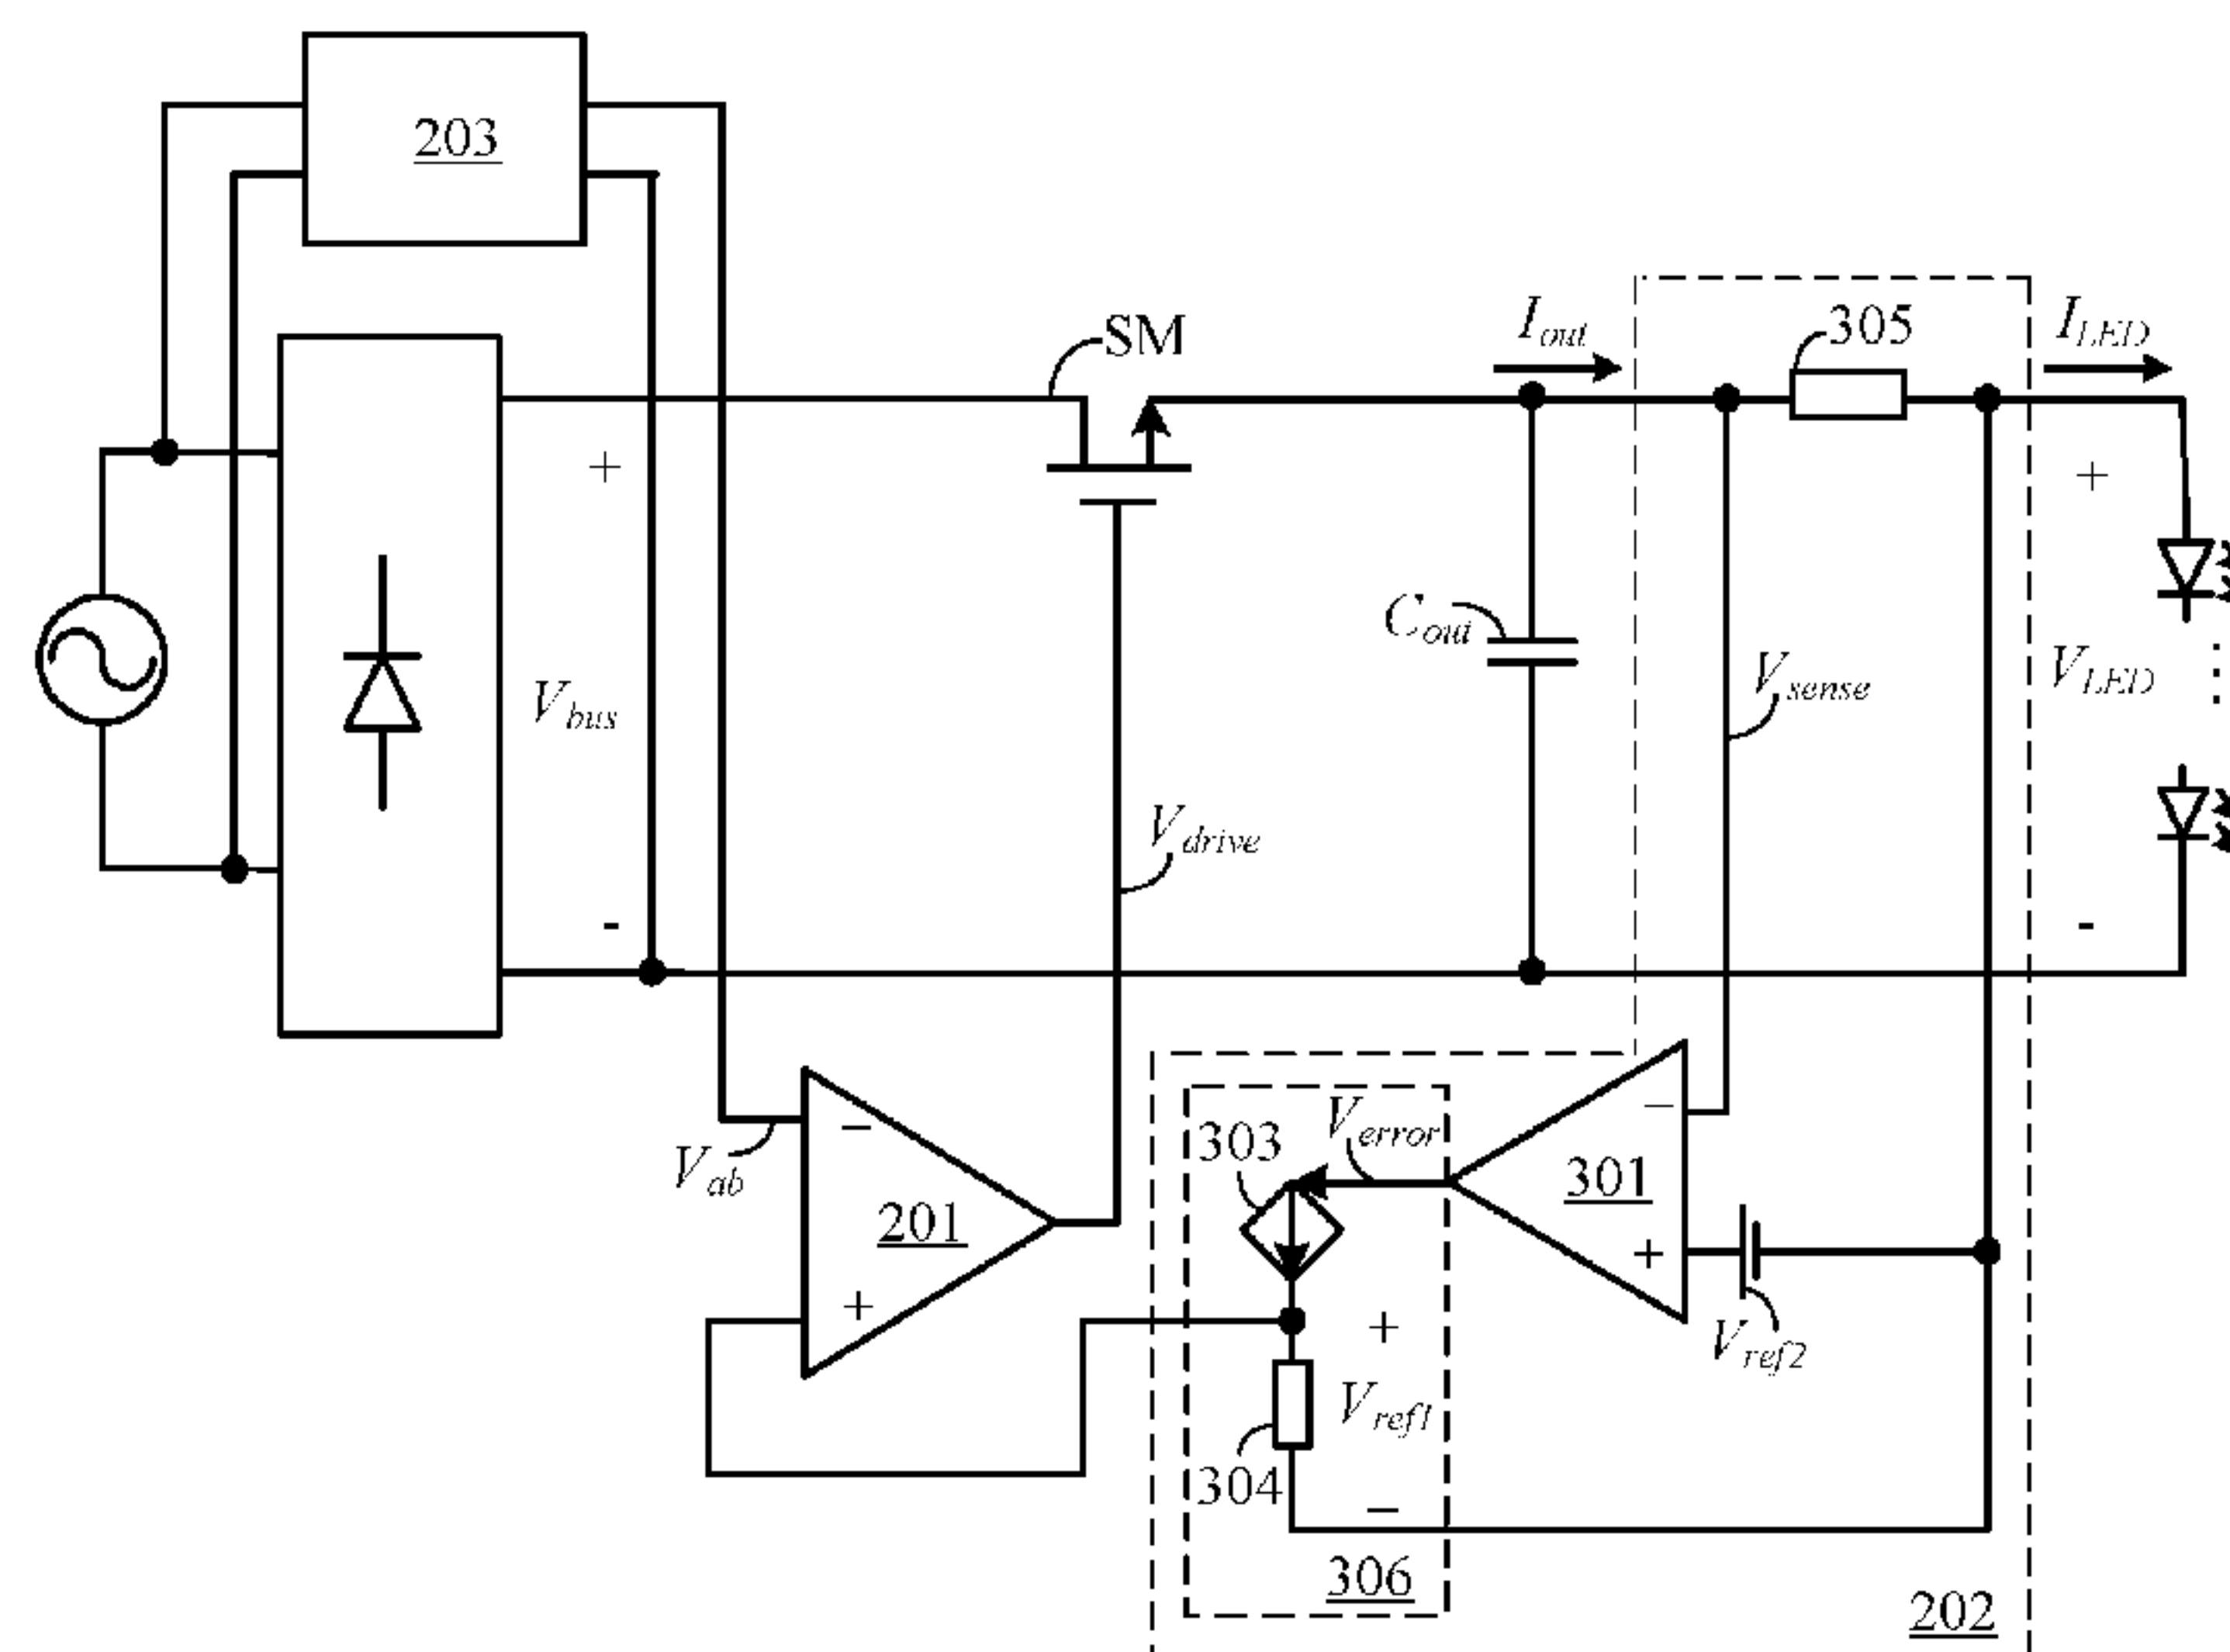 203
SM
I_out
305
I_LED
+
+
V_bus
C_out
V_sense
V_LED
V_drive
-
-
V_ab
−
201
+
303
V_error
−
301
+
+
V_ref1
V_ref2
304
−
306
202